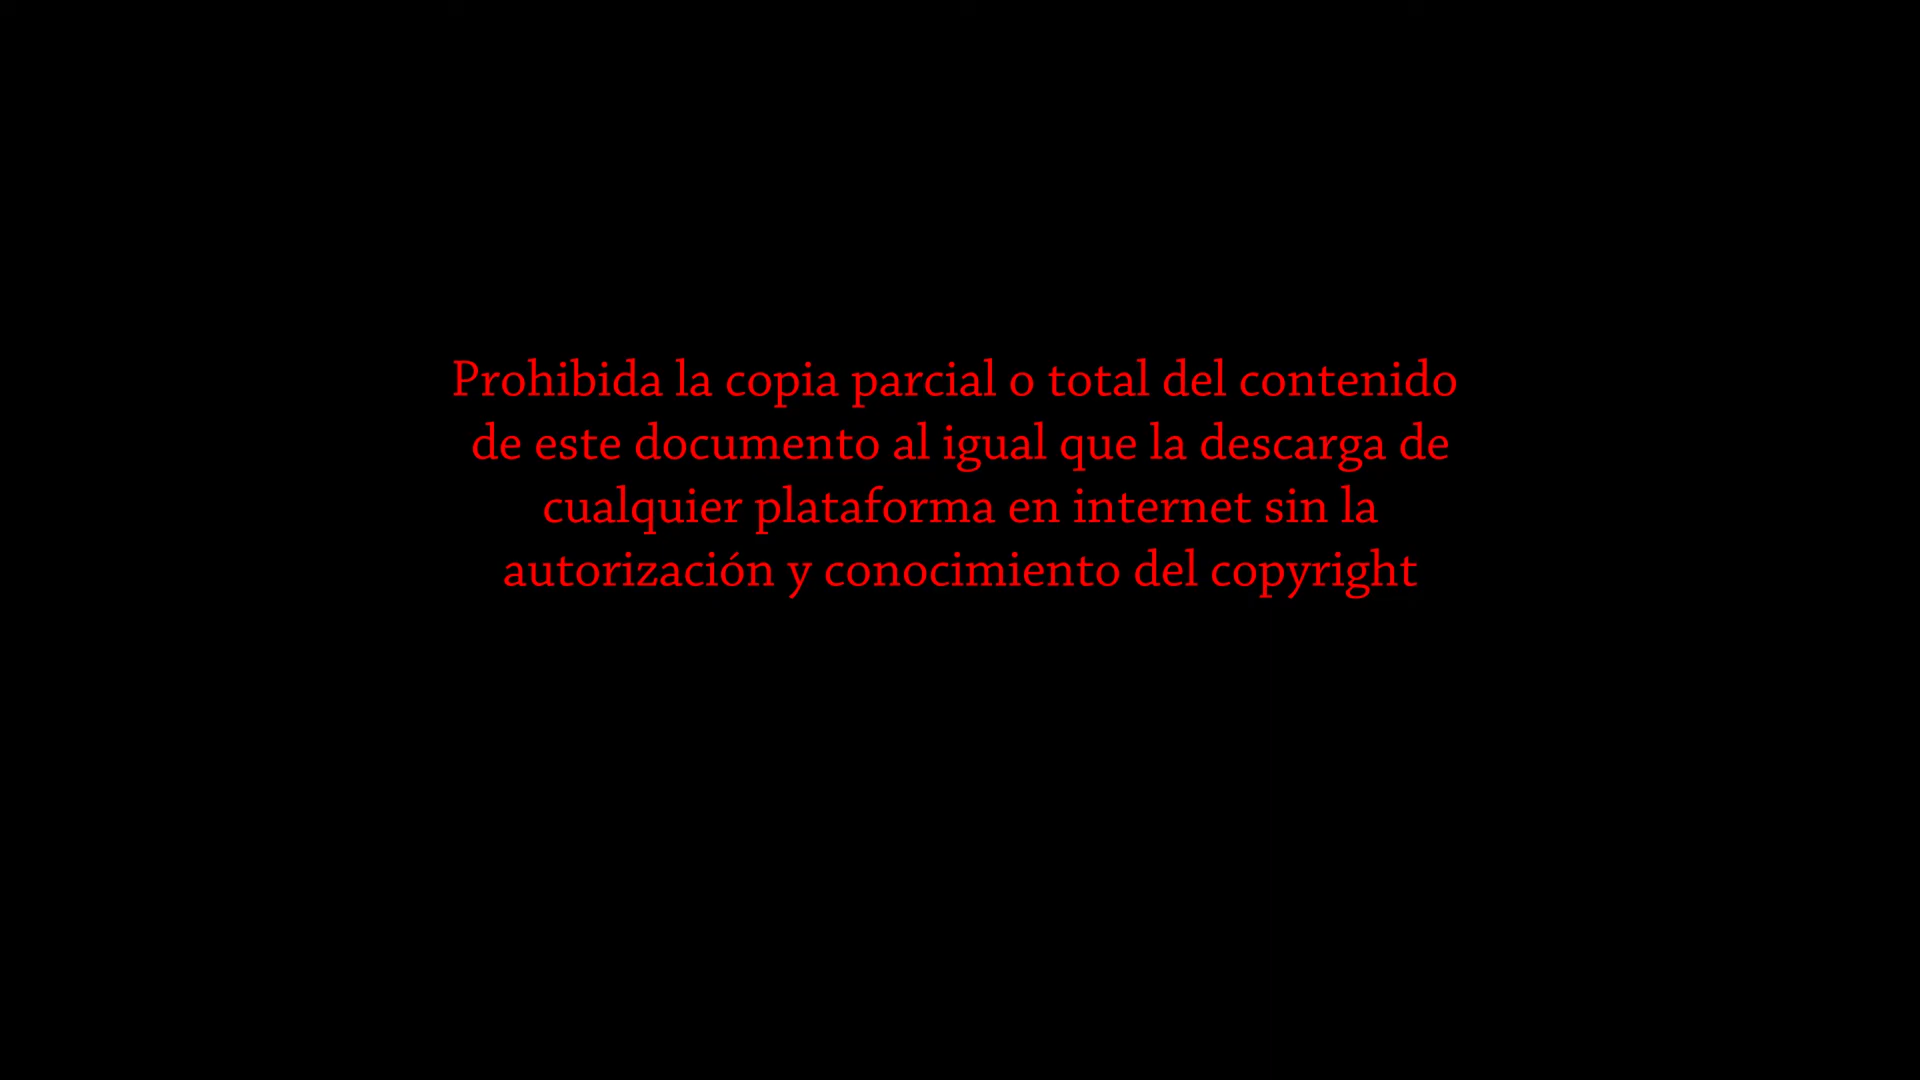 Prohibida la copia parcial o total del contenido
de este documento al igual que la descarga de
cualquier plataforma en internet sin la
autorización y conocimiento del copyright